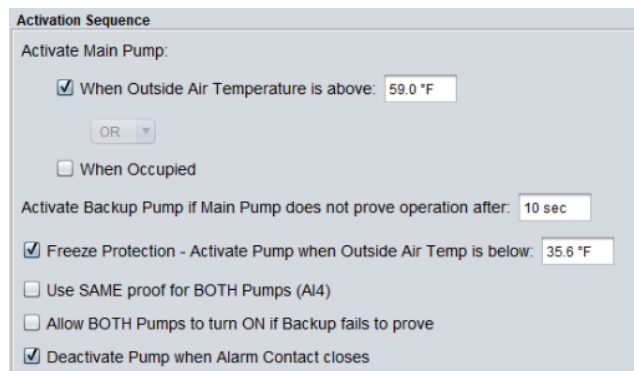 Activation Sequence
Activate Main Pump:
When Outside Air Temperature is above: 59.0 °F
OR
When Occupied
Activate Backup Pump if Main Pump does not prove operation after: 10 sec
Freeze Protection - Activate Pump when Outside Air Temp is below: 35.6 °F
Use SAME proof for BOTH Pumps (AI4)
Allow BOTH Pumps to turn ON if Backup fails to prove
Deactivate Pump when Alarm Contact closes